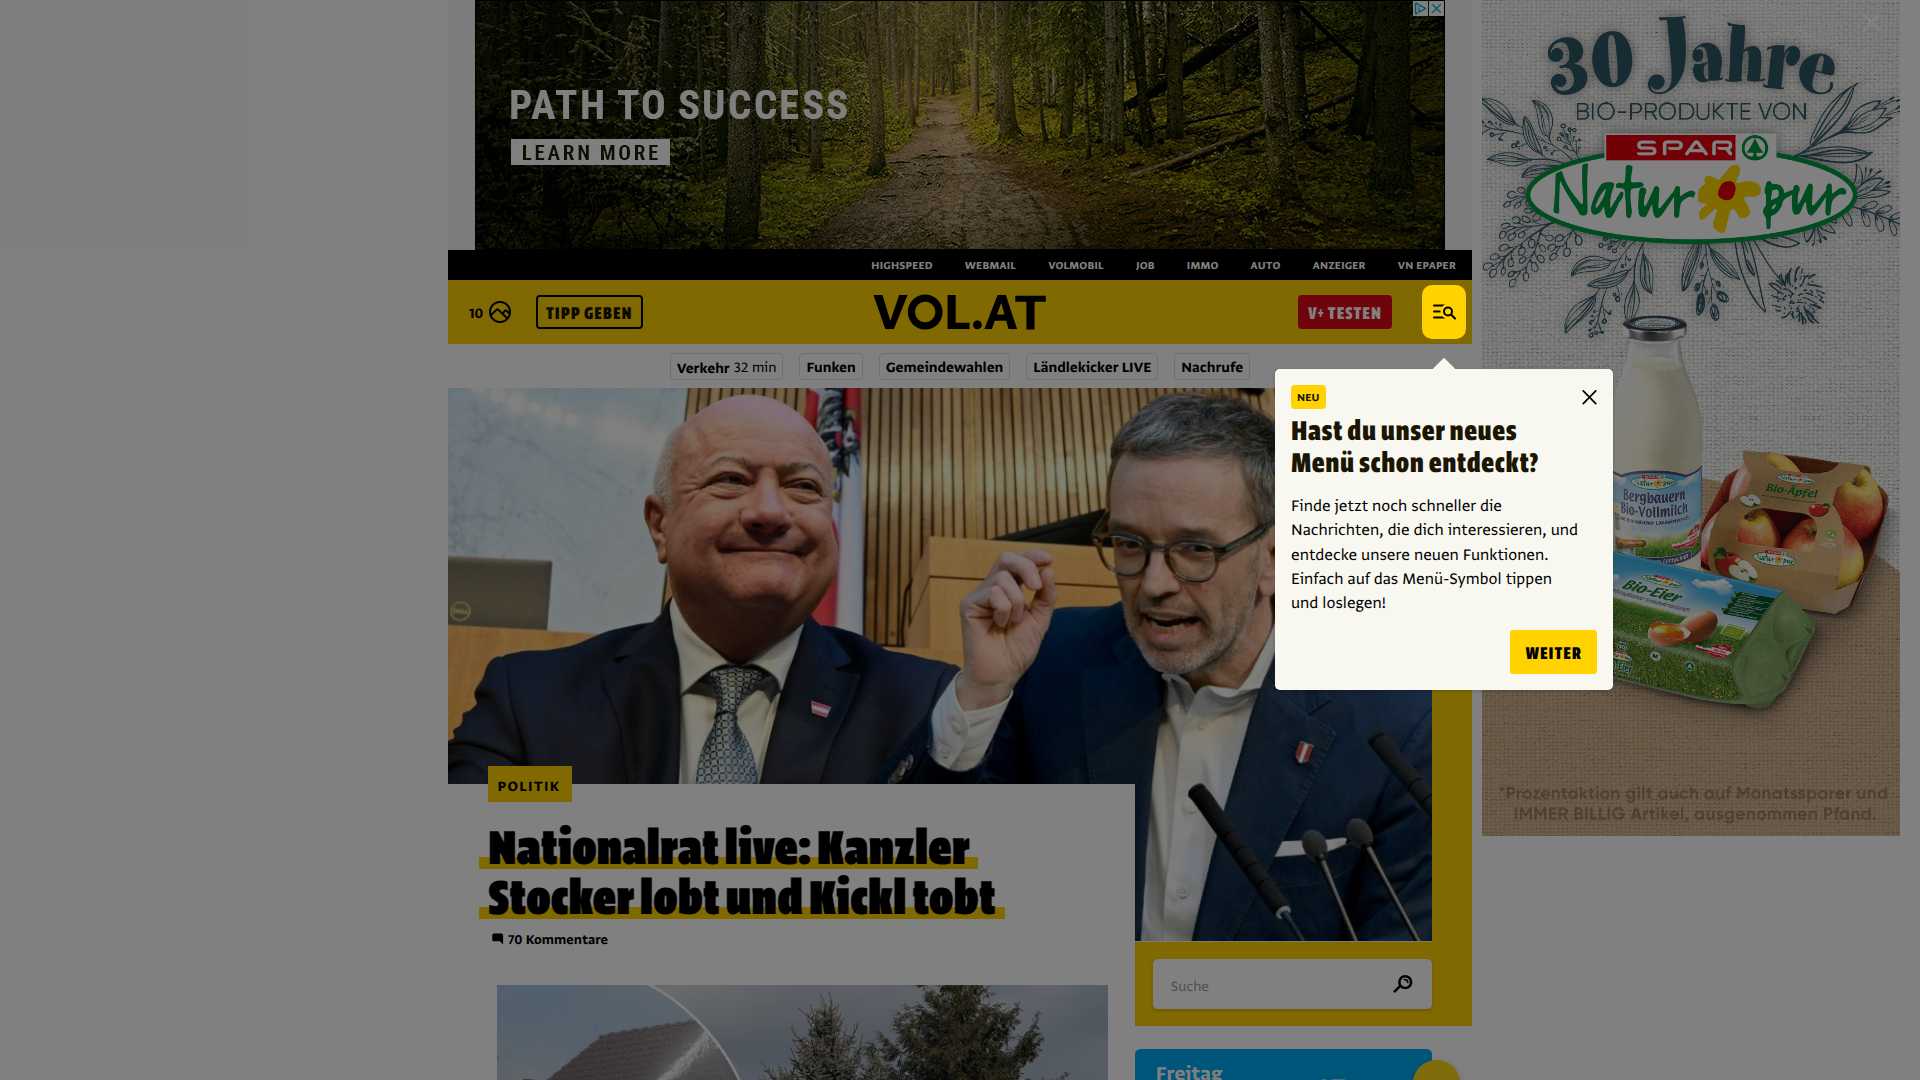 PATH TO SUCCESS
LEARN MORE
30 Jahre
BIO-PRODUKTE VON
SPAR
Natur pur
HIGHSPEED WEBMAIL VOLMOBIL JOB IMMO AUTO ANZEIGER VN EPAPER
10 TIPP GEBEN VOL.AT V+ TESTEN
Verkehr 32 min Funken Gemeindewahlen Ländlekicker LIVE Nachrufe
NEU
Hast du unser neues
Menü schon entdeckt?
Finde jetzt noch schneller die
Nachrichten, die dich interessieren, und
entdecke unsere neuen Funktionen.
Einfach auf das Menü-Symbol tippen
und loslegen!
WEITER
Bergbauern
Bio-Vollmilch
Bio-Äpfel
Bio-Eier
*Prozentaktion gilt auch auf Monatssparer und
IMMER BILLIG Artikel, ausgenommen Pfand.
POLITIK
Nationalrat live: Kanzler
Stocker lobt und Kickl tobt
70 Kommentare
Suche
Freitag